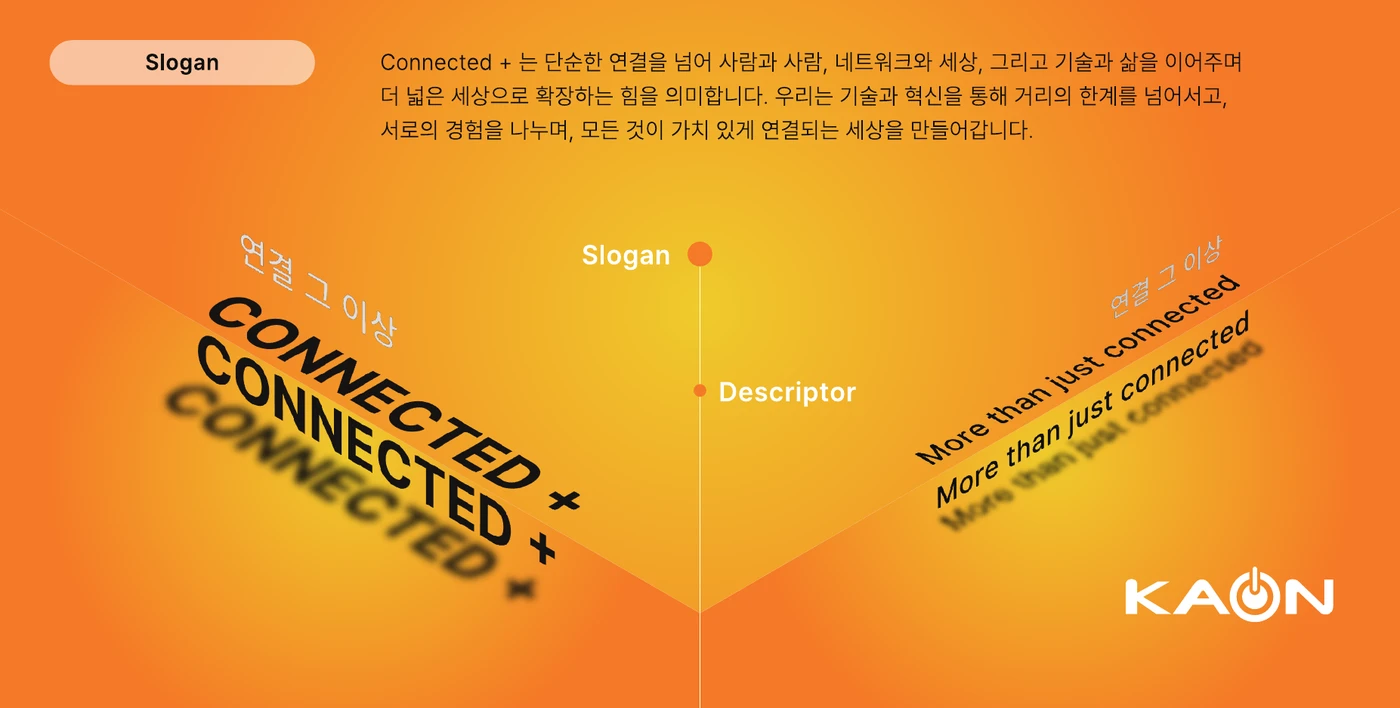 Slogan
Connected + 는 단순한 연결을 넘어 사람과 사람, 네트워크와 세상, 그리고 기술과 삶을 이어주며
더 넓은 세상으로 확장하는 힘을 의미합니다. 우리는 기술과 혁신을 통해 거리의 한계를 넘어서고,
서로의 경험을 나누며, 모든 것이 가치 있게 연결되는 세상을 만들어갑니다.
Slogan
연결 그 이상
CONNECTED +
CONNECTED +
CONNECTED +
Descriptor
연결 그 이상
More than just connected
More than just connected
More than just connected
KAON